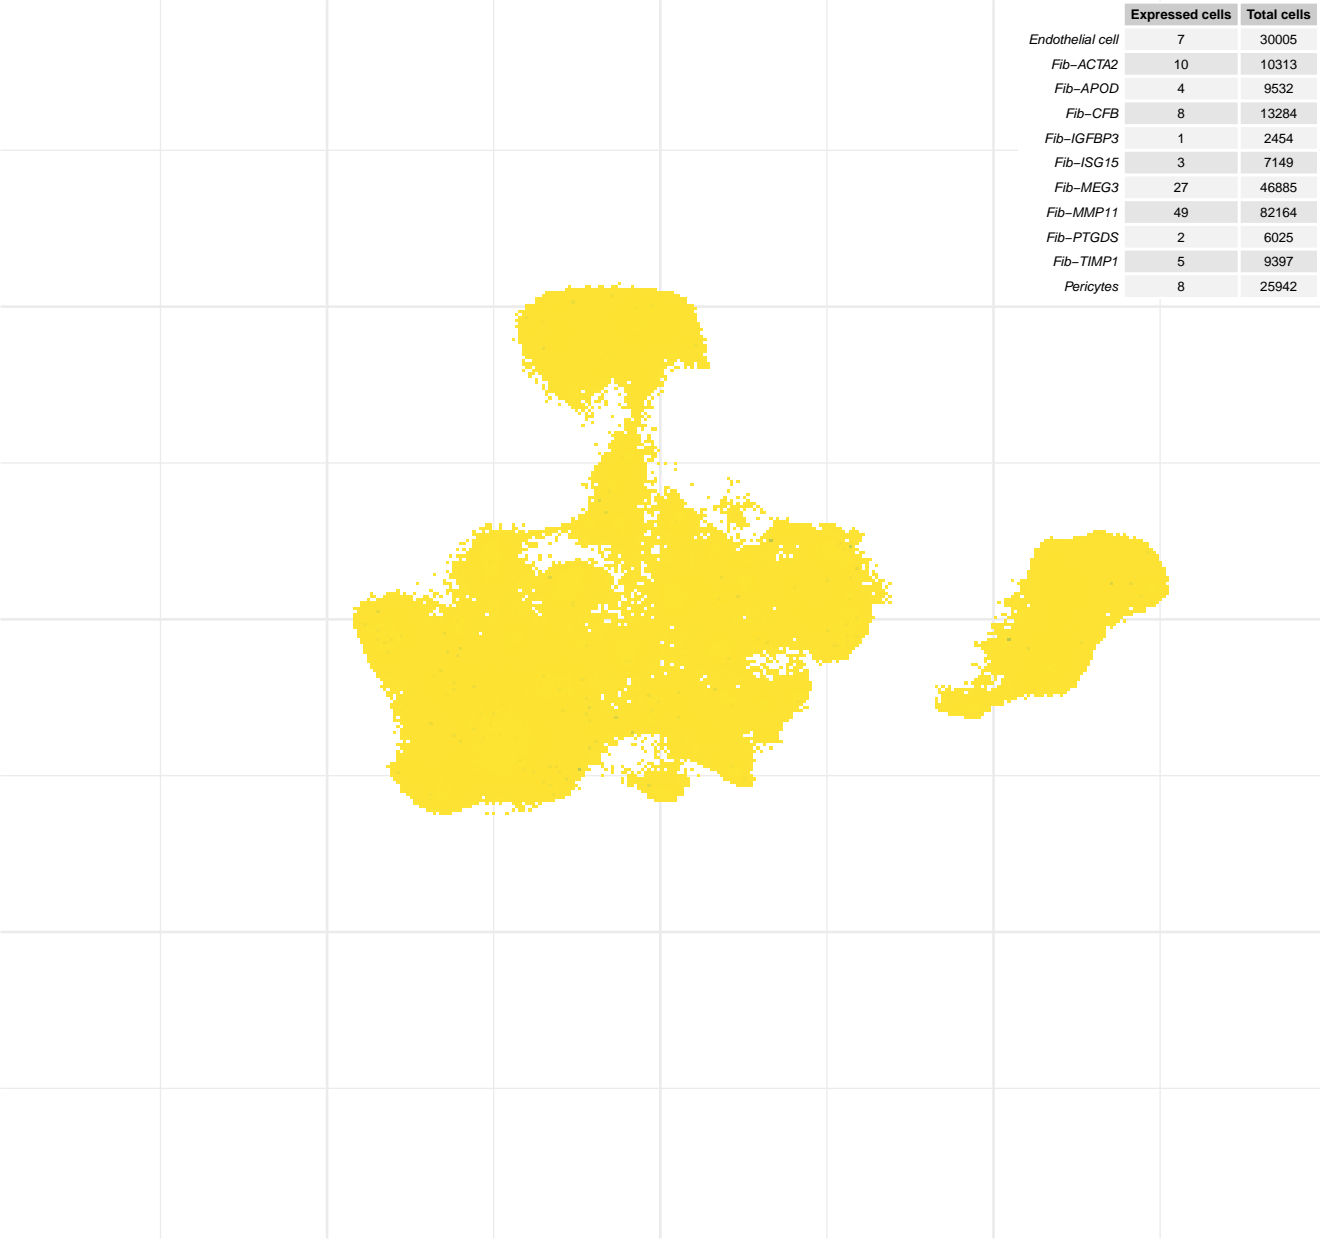 Expressed cells Total cells
Endothelial cell 7 30005
Fib−ACTA2 10 10313
Fib−APOD 4 9532
Fib−CFB 8 13284
Fib−IGFBP3 1 2454
Fib−ISG15 3 7149
Fib−MEG3 27 46885
Fib−MMP11 49 82164
Fib−PTGDS 2 6025
Fib−TIMP1 5 9397
Pericytes 8 25942